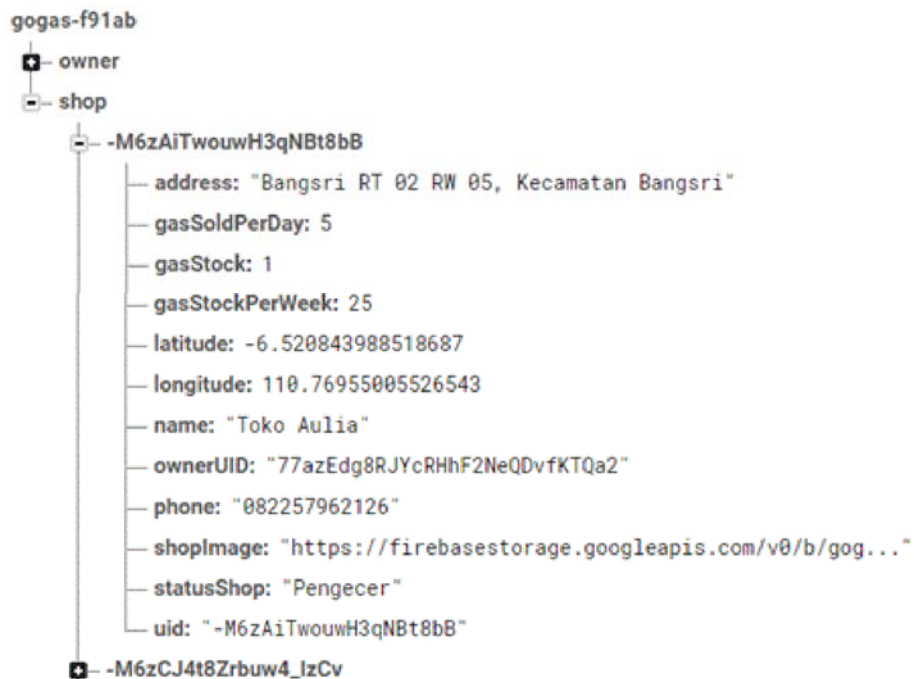 gogas-f91ab
owner
shop
-M6zAiTwouwH3qNBt8bB
address: "Bangsri RT 02 RW 05, Kecamatan Bangsri"
gasSoldPerDay: 5
gasStock: 1
gasStockPerWeek: 25
latitude: -6.520843988518687
longitude: 110.76955005526543
name: "Toko Aulia"
ownerUID: "77azEdg8RJYcRHhF2NeQDvfKTQa2"
phone: "082257962126"
shopImage: "https://firebasestorage.googleapis.com/v0/b/gog..."
statusShop: "Pengecer"
uid: "-M6zAiTwouwH3qNBt8bB"
-M6zCJ4t8Zrbuw4_lzCv